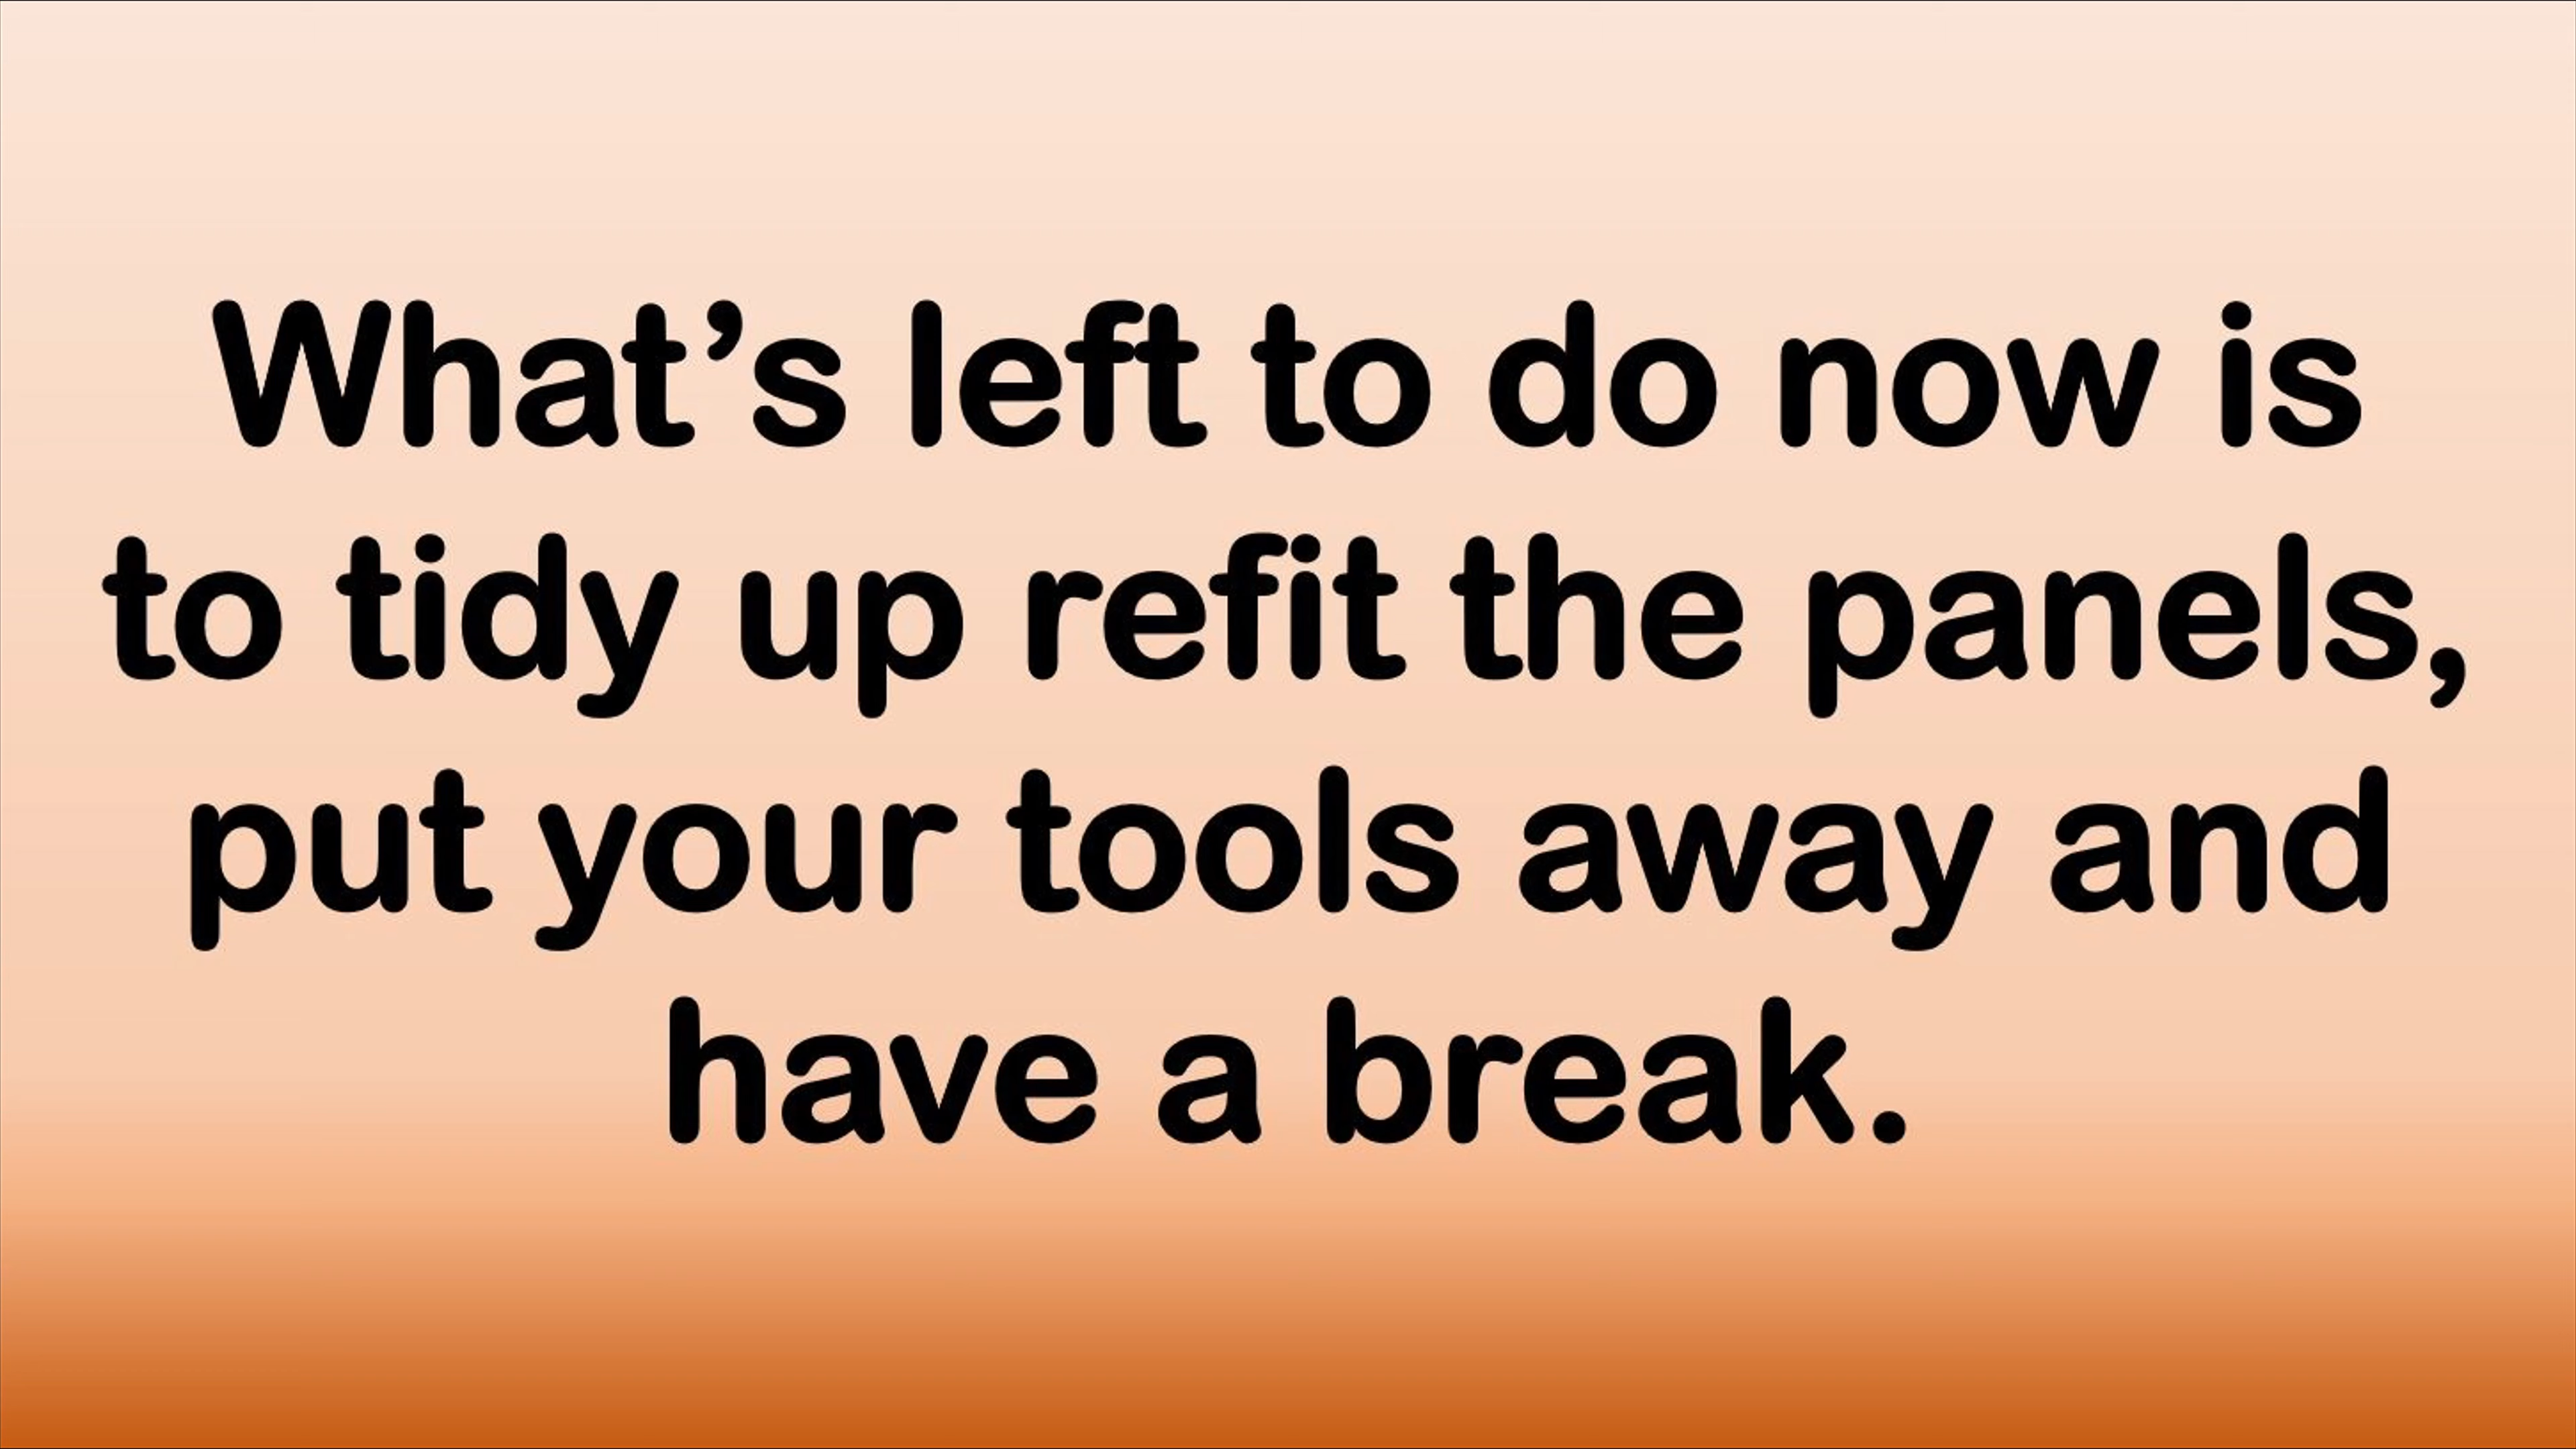 What’s left to do now is
to tidy up refit the panels,
put your tools away and
have a break.